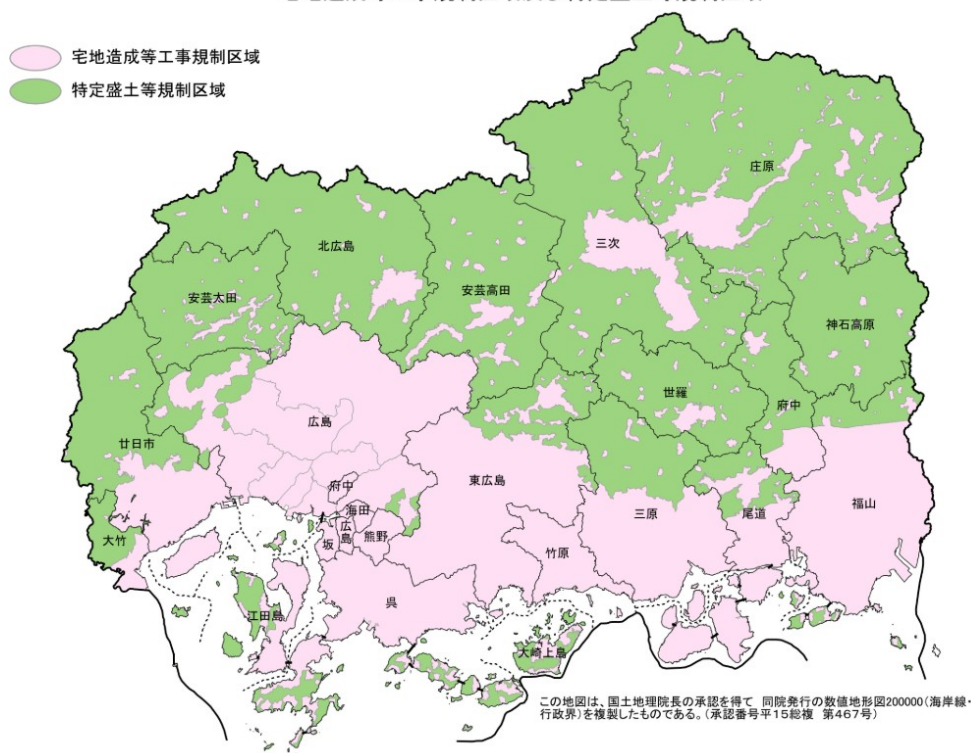 宅地造成等工事規制区域
特定盛土等規制区域
庄原
北広島
三次
安芸高田
安芸太田
神石高原
世羅
府中
広島
廿日市
東広島
府中
福山
海田
三原
尾道
広島
坂
熊野
大竹
竹原
呉
江田島
大崎上島
この地図は、国土地理院長の承認を得て 同院発行の数値地形図200000(海岸線・
行政界)を複製したものである。(承認番号平15総複 第467号)